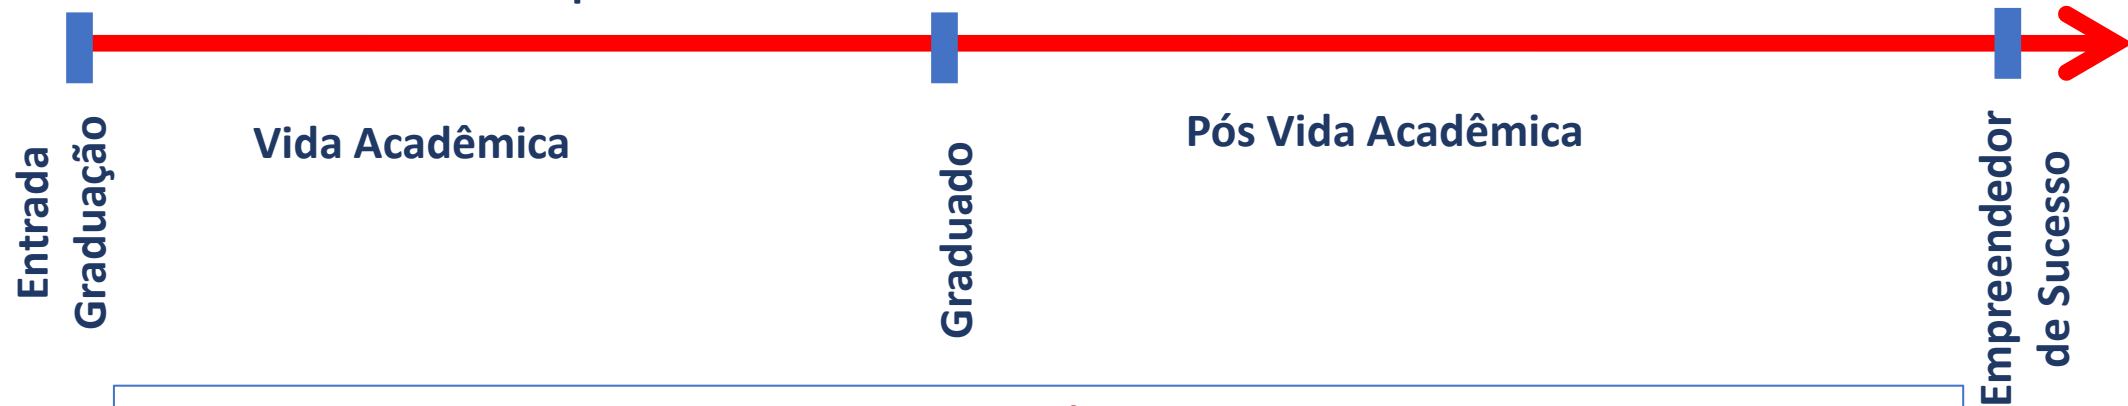 Vida Acadêmica
Pós Vida Acadêmica
Entrada
Graduação
Graduado
Empreendedor
de Sucesso